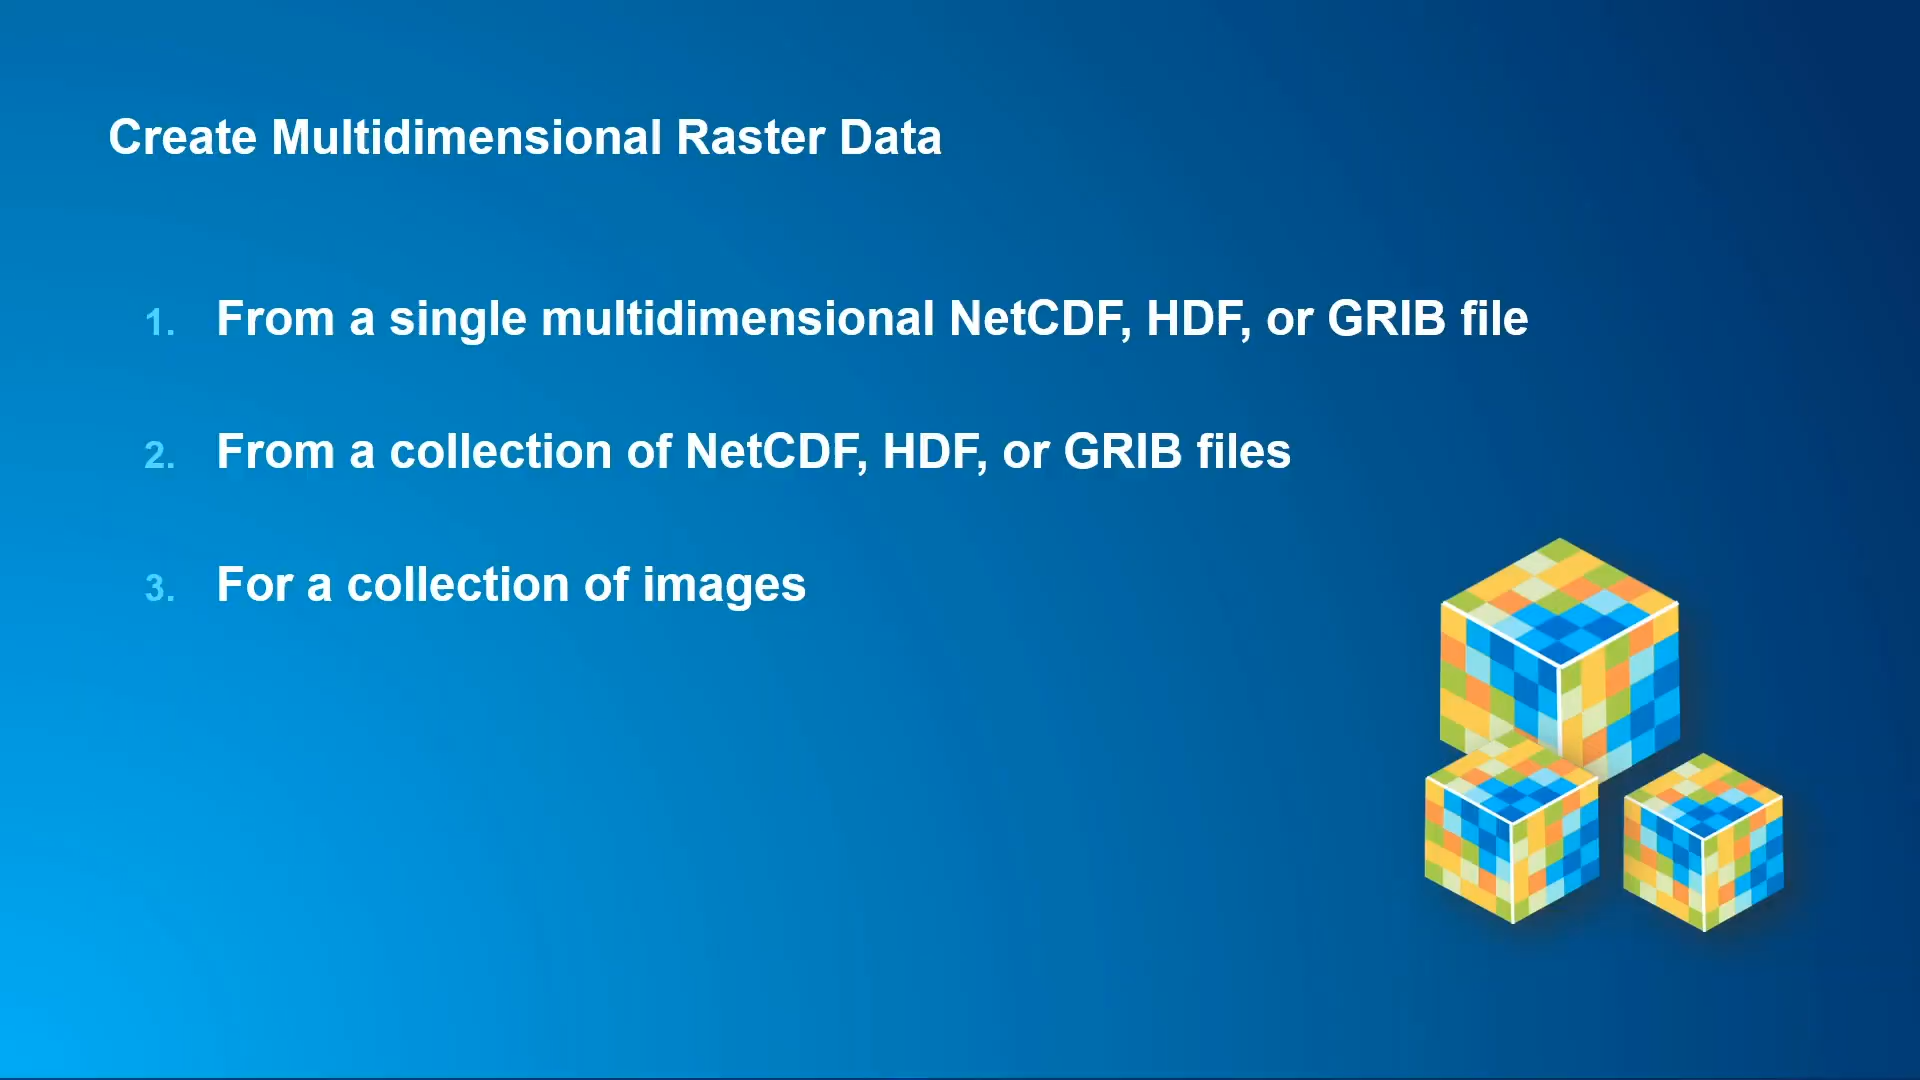 Create Multidimensional Raster Data
1. From a single multidimensional NetCDF, HDF, or GRIB file
2. From a collection of NetCDF, HDF, or GRIB files
3. For a collection of images